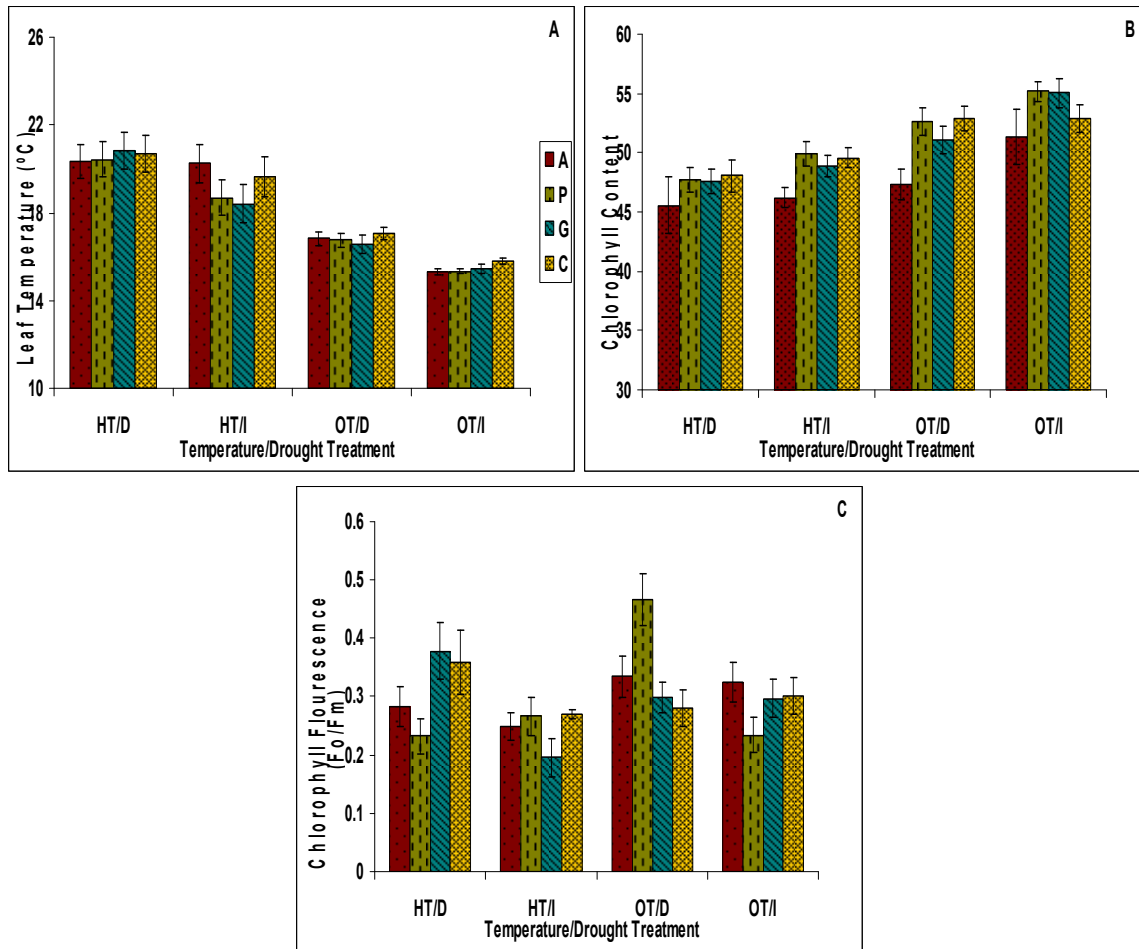 A
26
22
18
14
10
Leaf Temperature (ºC)
HT/D HT/I OT/D OT/I
Temperature/Drought Treatment
A
P
G
C
B
60
55
50
45
40
35
30
Chlorophyll Content
HT/D HT/I OT/D OT/I
Temperature/Drought Treatment
C
0.6
0.5
0.4
0.3
0.2
0.1
0
Chlorophyll Flourescence
(Fo/Fm)
HT/D HT/I OT/D OT/I
Temperature/Drought Treatment